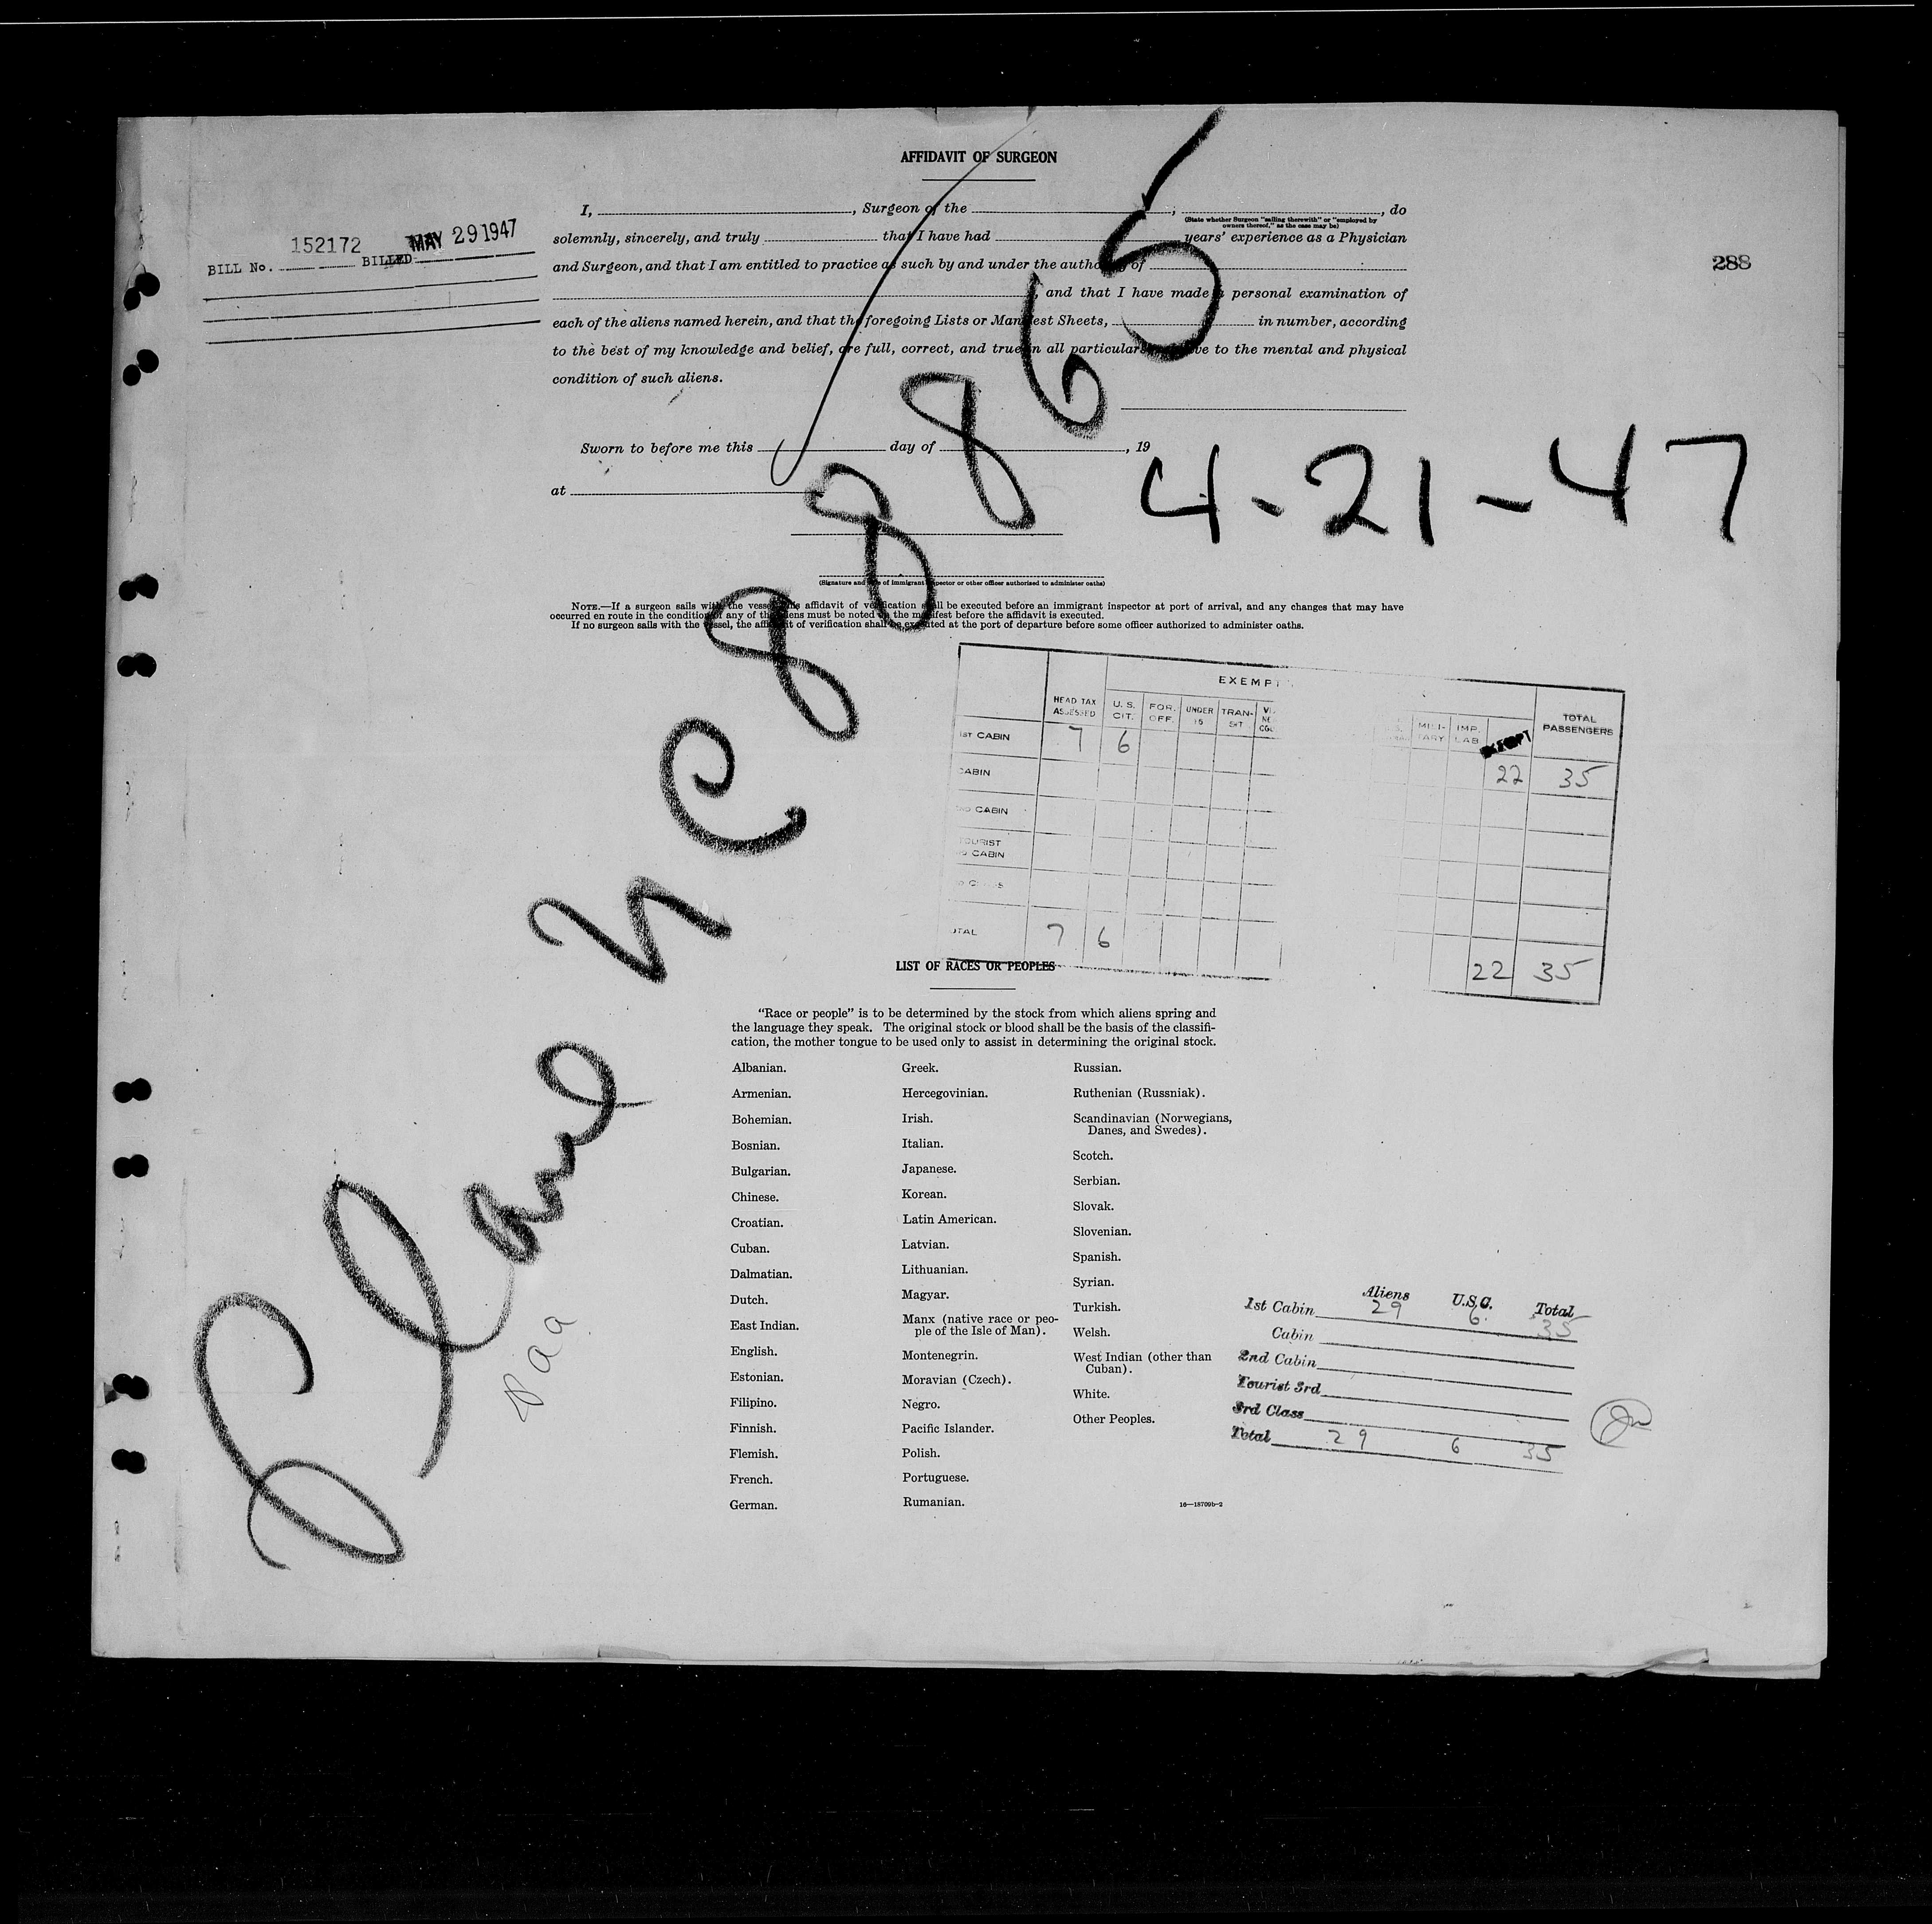 AFFIDAVIT OF SURGEON
I, , Surgeon of the , , do
(State whether Surgeon "sailing therewith" or "employed by
owners thereof," as the case may be)
solemnly, sincerely, and truly that I have had years' experience as a Physician
and Surgeon, and that I am entitled to practice as such by and under the authority of
, and that I have made a personal examination of
each of the aliens named herein, and that the foregoing Lists or Manifest Sheets, in number, according
to the best of my knowledge and belief, are full, correct, and true in all particulars relative to the mental and physical
condition of such aliens.
Sworn to before me this day of , 19
at
(Signature and title of immigrant inspector or other officer authorized to administer oaths)
NOTE.—If a surgeon sails with the vessel, this affidavit of verification shall be executed before an immigrant inspector at port of arrival, and any changes that may have
occurred en route in the condition of any of the aliens must be noted on the manifest before the affidavit is executed.
If no surgeon sails with the vessel, the affidavit of verification shall be executed at the port of departure before some officer authorized to administer oaths.
BILL No. 152172 BILLED MAY 29 1947
288
Plane NC 88865
4-21-47
Paa
EXEMPT
HEAD TAX ASSESSED U. S. CIT. FOR. OFF. UNDER 16 TRAN-SIT MILI-TARY IMP. LAB. EXEMPT TOTAL PASSENGERS
1ST CABIN 7 6
CABIN 22 35
CABIN
TOURIST
CABIN
OTAL 7 6 22 35
LIST OF RACES OR PEOPLES
"Race or people" is to be determined by the stock from which aliens spring and
the language they speak. The original stock or blood shall be the basis of the classifi-
cation, the mother tongue to be used only to assist in determining the original stock.
Albanian.
Armenian.
Bohemian.
Bosnian.
Bulgarian.
Chinese.
Croatian.
Cuban.
Dalmatian.
Dutch.
East Indian.
English.
Estonian.
Filipino.
Finnish.
Flemish.
French.
German.
Greek.
Hercegovinian.
Irish.
Italian.
Japanese.
Korean.
Latin American.
Latvian.
Lithuanian.
Magyar.
Manx (native race or peo-
ple of the Isle of Man).
Montenegrin.
Moravian (Czech).
Negro.
Pacific Islander.
Polish.
Portuguese.
Rumanian.
Russian.
Ruthenian (Russniak).
Scandinavian (Norwegians,
Danes, and Swedes).
Scotch.
Serbian.
Slovak.
Slovenian.
Spanish.
Syrian.
Turkish.
Welsh.
West Indian (other than
Cuban).
White.
Other Peoples.
16—18709b-2
Aliens U.S.C. Total
1st Cabin 29 6 35
Cabin
2nd Cabin
Tourist 3rd
3rd Class
Total 29 6 35